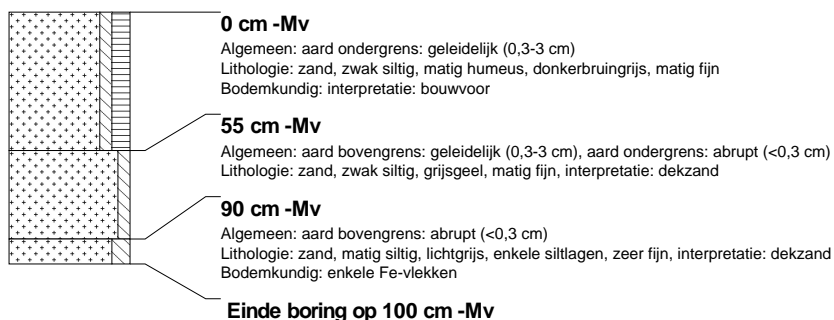 0 cm -Mv
Algemeen: aard ondergrens: geleidelijk (0,3-3 cm)
Lithologie: zand, zwak siltig, matig humeus, donkerbruingrijs, matig fijn
Bodemkundig: interpretatie: bouwvoor
55 cm -Mv
Algemeen: aard bovengrens: geleidelijk (0,3-3 cm), aard ondergrens: abrupt (<0,3 cm)
Lithologie: zand, zwak siltig, grijsgeel, matig fijn, interpretatie: dekzand
90 cm -Mv
Algemeen: aard bovengrens: abrupt (<0,3 cm)
Lithologie: zand, matig siltig, lichtgrijs, enkele siltlagen, zeer fijn, interpretatie: dekzand
Bodemkundig: enkele Fe-vlekken
Einde boring op 100 cm -Mv